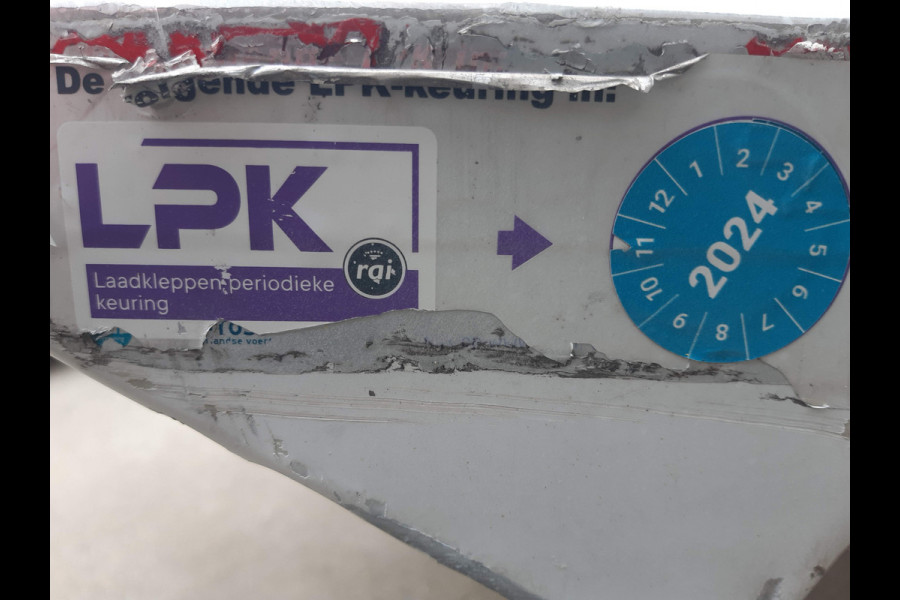 De volgende LPK-keuring in:
LPK
rai
Laadkleppen periodieke
keuring
2024
1
2
3
4
5
6
7
8
9
10
11
12